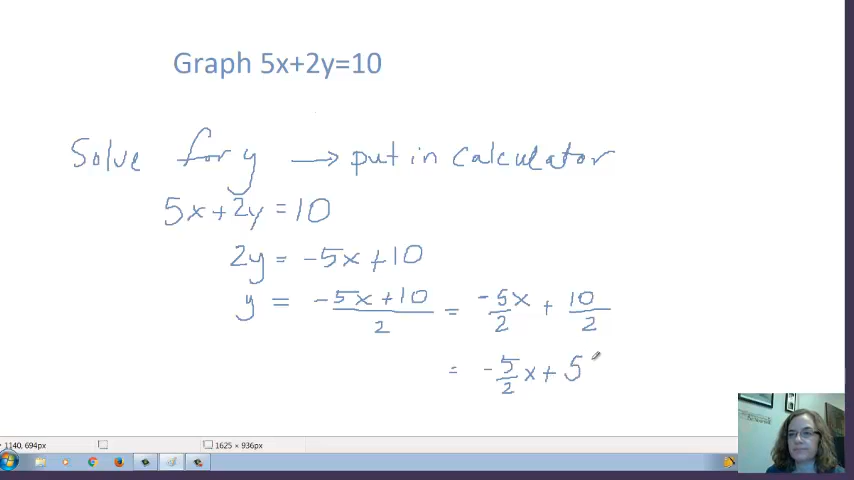 Graph 5x+2y=10
Solve for y → put in calculator
5x+2y=10
2y = -5x+10
y = -5x+10/2 = -5x/2 + 10/2
= -5/2x + 5
1140, 694px 1625 × 936px